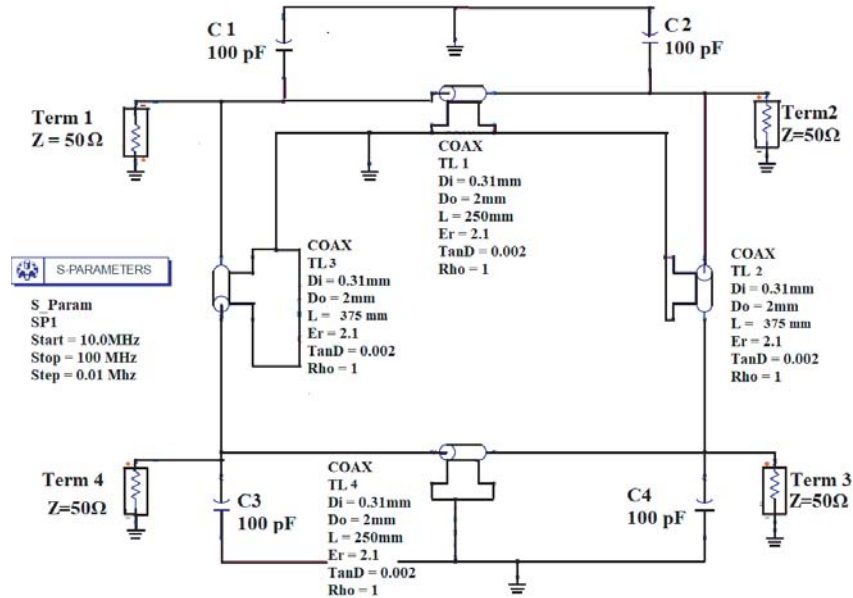 C 1
100 pF
C 2
100 pF
Term 1
Z = 50Ω
Term2
Z = 50Ω
COAX
TL 1
Di = 0.31mm
Do = 2mm
L = 250mm
Er = 2.1
TanD = 0.002
Rho = 1
COAX
TL 3
Di = 0.31mm
Do = 2mm
L = 375 mm
Er = 2.1
TanD = 0.002
Rho = 1
COAX
TL 2
Di = 0.31mm
Do = 2mm
L = 375 mm
Er = 2.1
TanD = 0.002
Rho = 1
S-PARAMETERS
S_Param
SP1
Start = 10.0MHz
Stop = 100 MHz
Step = 0.01 Mhz
Term 4
Z=50Ω
C3
100 pF
COAX
TL 4
Di = 0.31mm
Do = 2mm
L = 250mm
Er = 2.1
TanD = 0.002
Rho = 1
C4
100 pF
Term 3
Z=50Ω